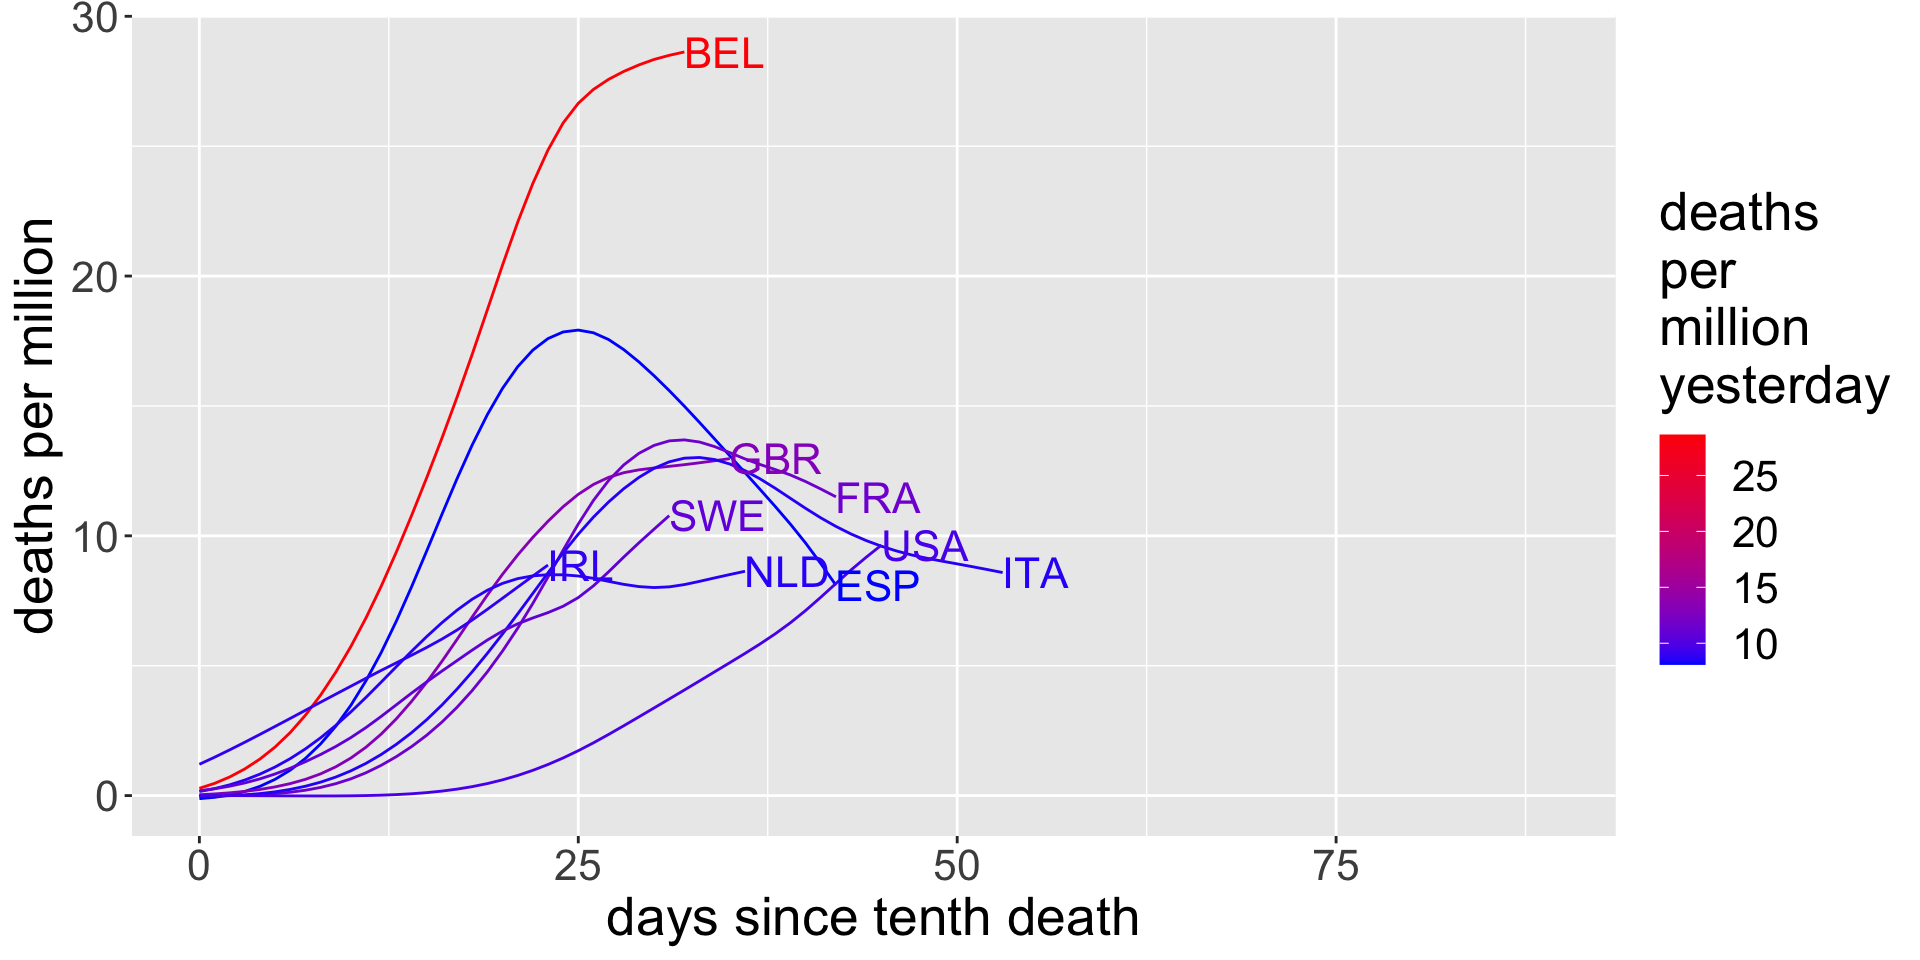 30
20
10
0
deaths per million
BEL
GBR
FRA
SWE
USA
IRL
NLD
ESP
ITA
0
25
50
75
days since tenth death
deaths
per
million
yesterday
25
20
15
10